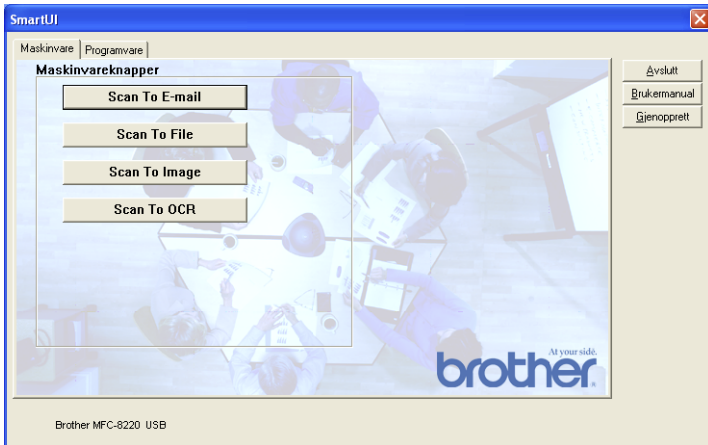 SmartUI
Maskinvare
Programvare
Maskinvareknapper
Scan To E-mail
Scan To File
Scan To Image
Scan To OCR
Avslutt
Brukermanual
Gjenopprett
At your side.
brother.
Brother MFC-8220 USB